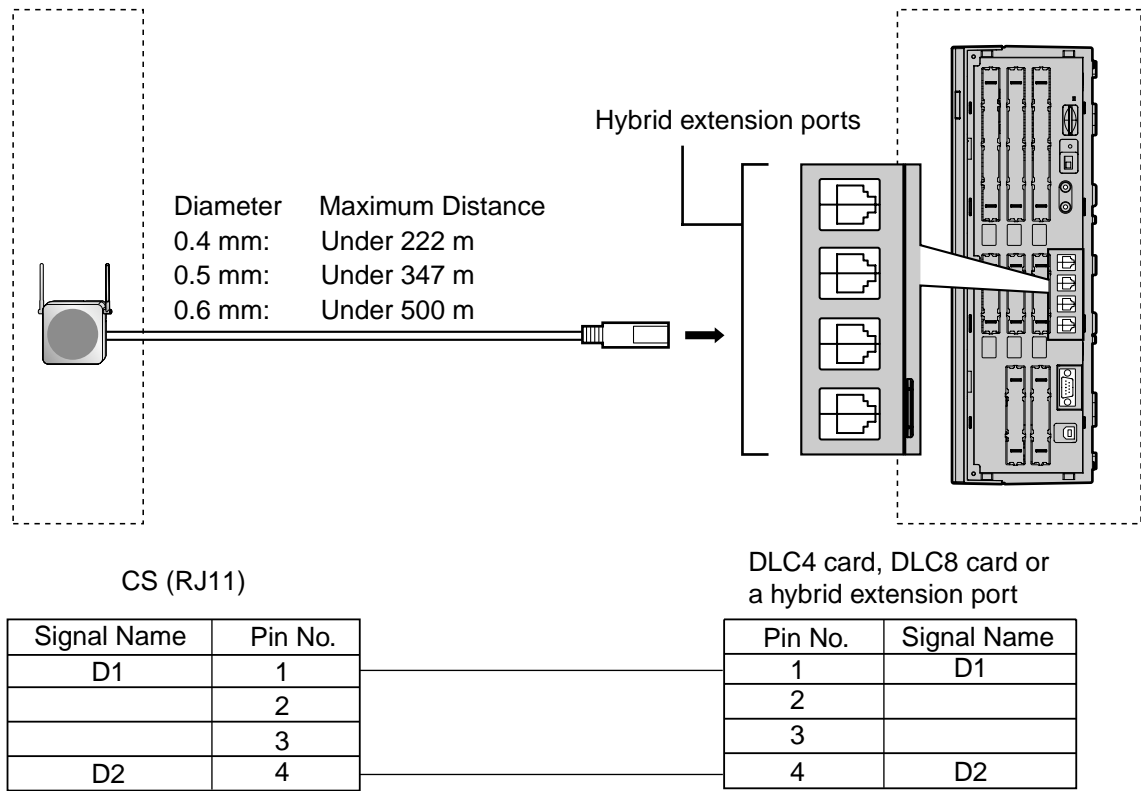 Hybrid extension ports
Diameter Maximum Distance
0.4 mm: Under 222 m
0.5 mm: Under 347 m
0.6 mm: Under 500 m
CS (RJ11)
DLC4 card, DLC8 card or
a hybrid extension port
Signal Name Pin No.
D1 1
2
3
D2 4
Pin No. Signal Name
1 D1
2
3
4 D2